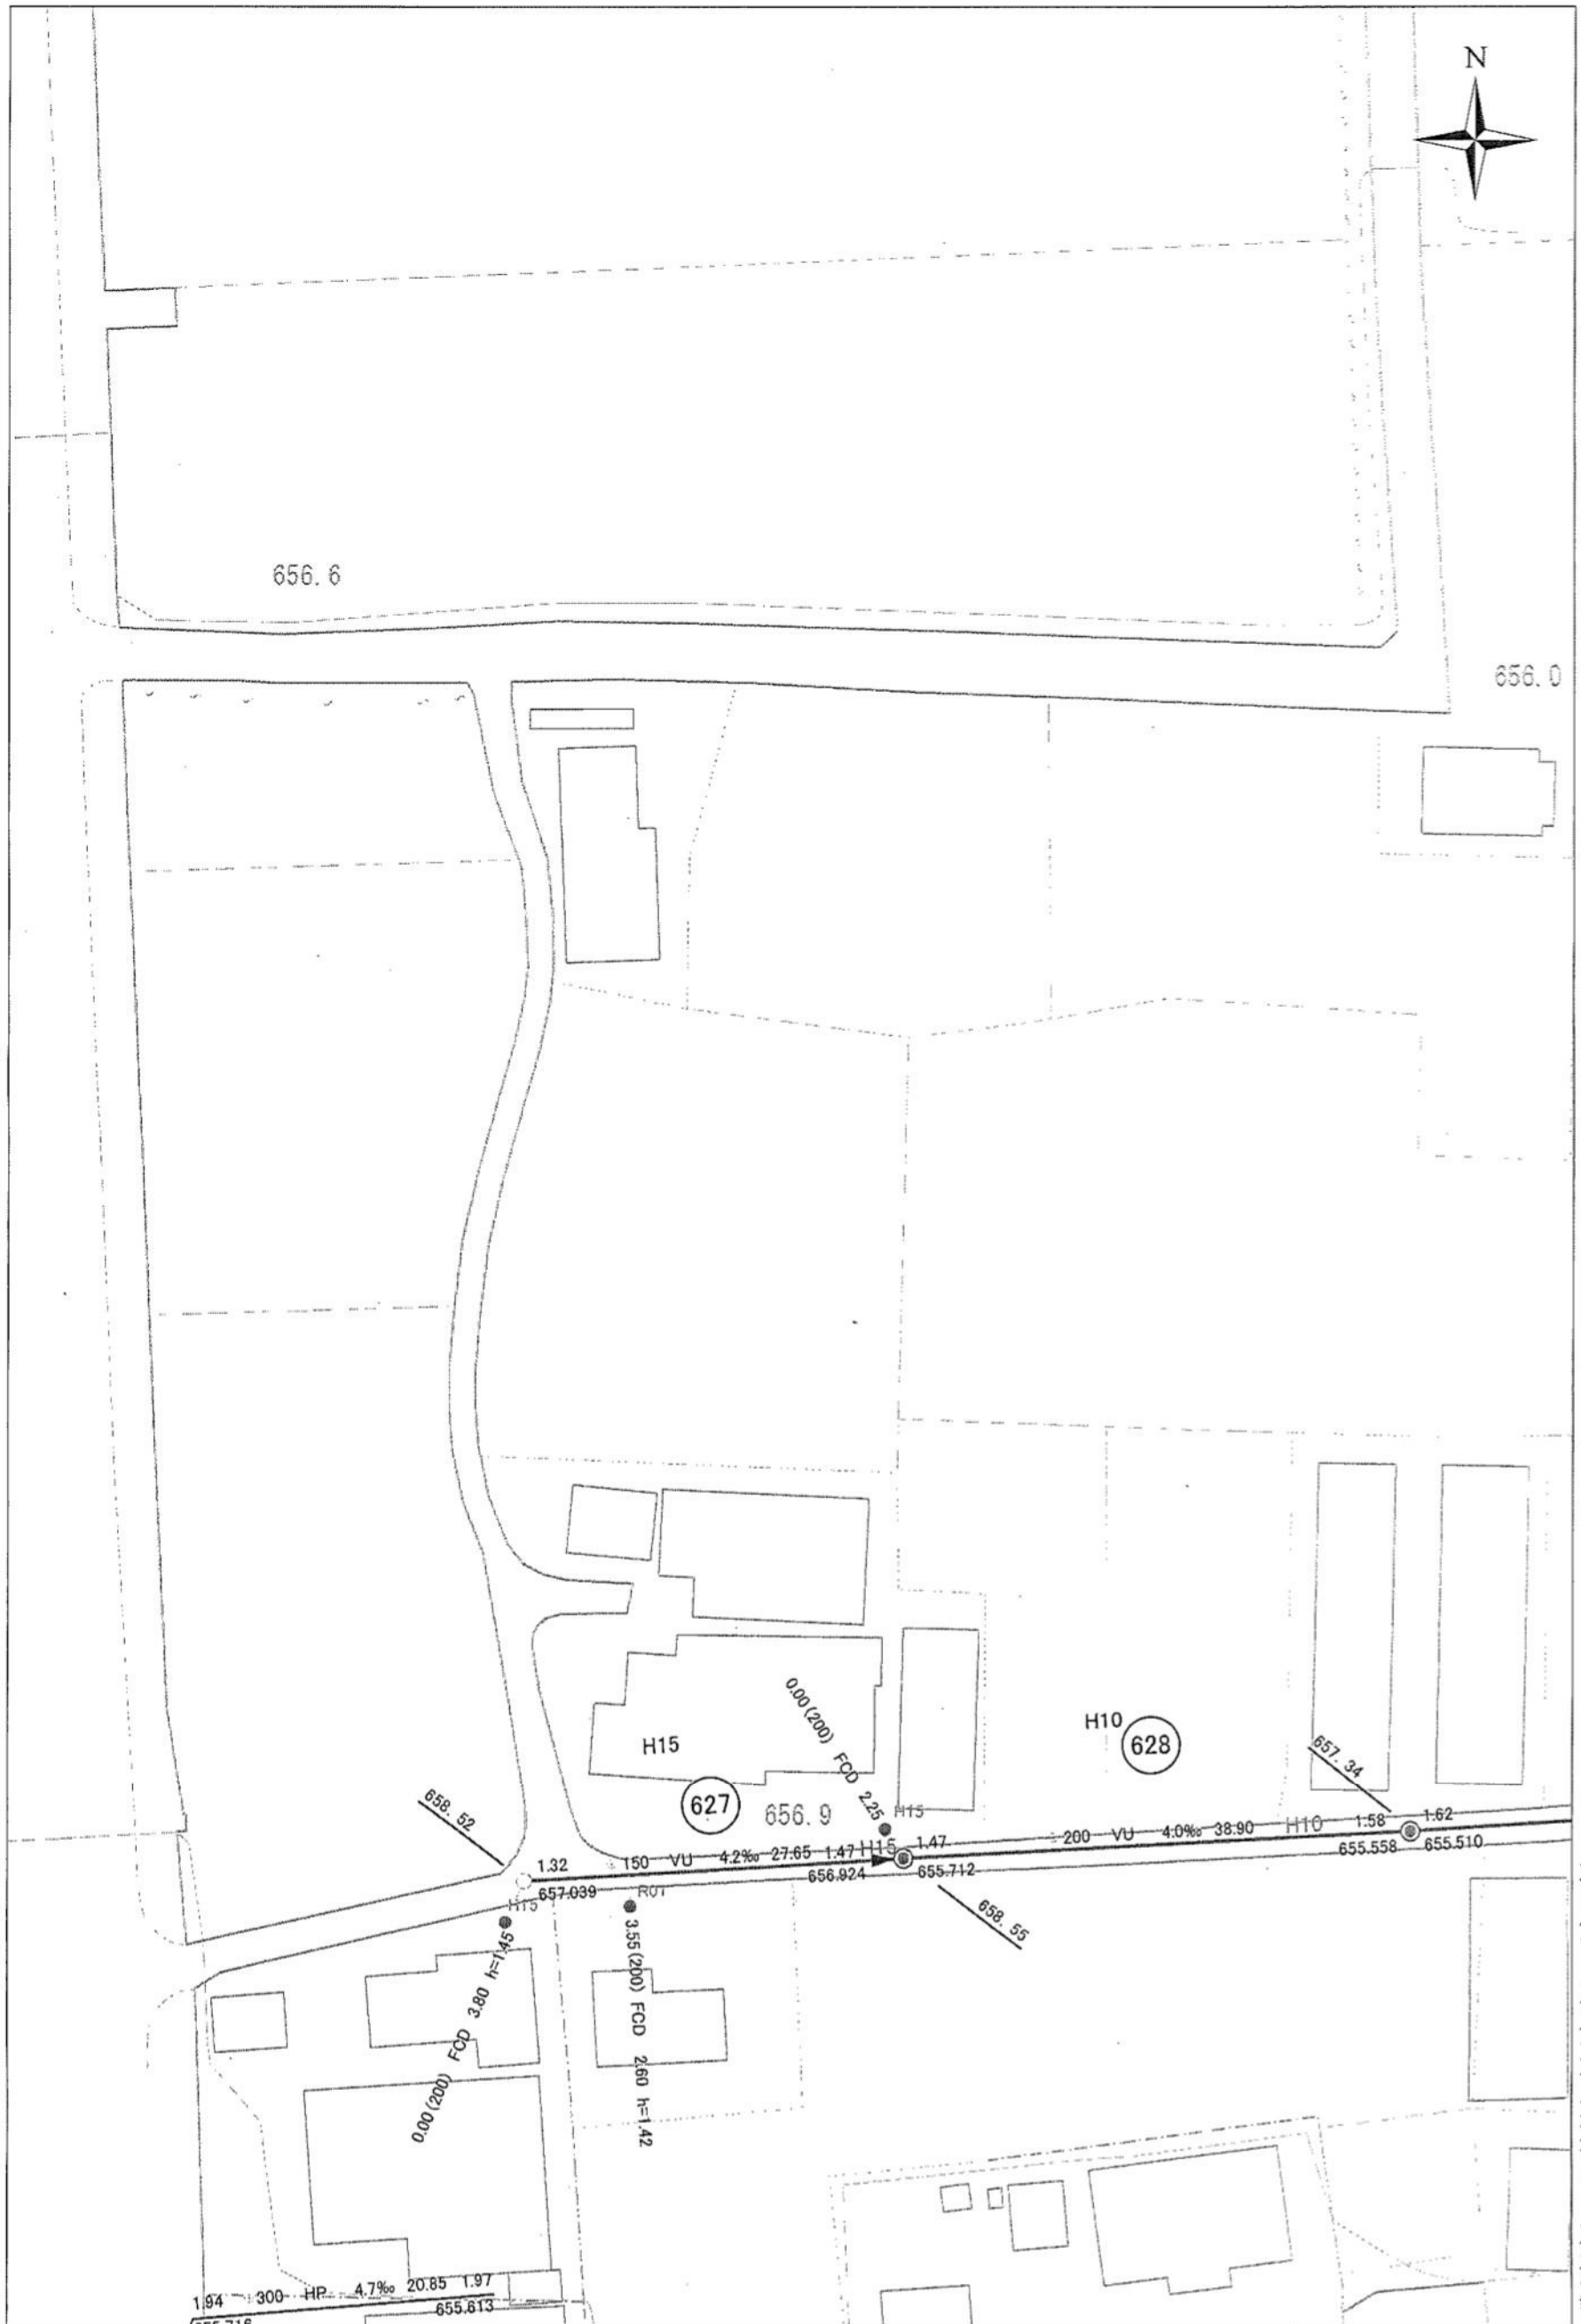 N
656.6
656.0
0.00(200) FCD 2.25
H15
H10
628
657.34
H15
627
656.9
658.52
1.32 150 VU 4.2‰ 27.65 1.47 H15
1.47 200 VU 4.0‰ 38.90 H10 1.58
1.62
657.039
656.924
655.712
655.558
655.510
H15
R01
658.55
0.00(200) FCD 3.80 h=1.45
3.55(200) FCD 2.60 h=1.42
1.94 300 HP 4.7‰ 20.85 1.97
655.613